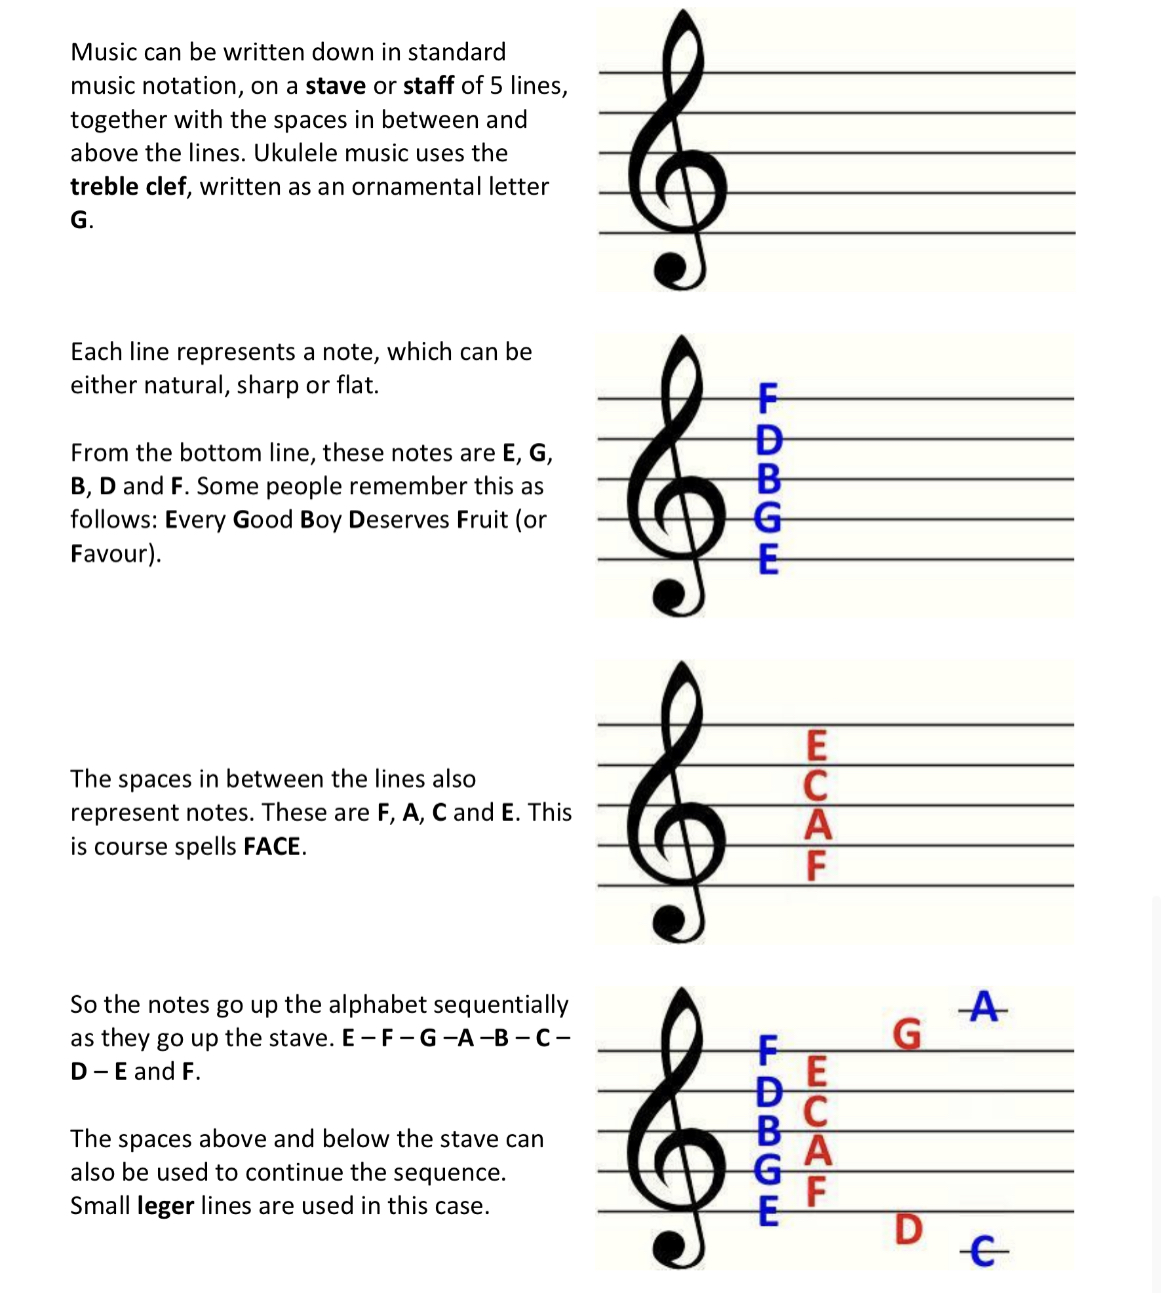 Music can be written down in standard
music notation, on a stave or staff of 5 lines,
together with the spaces in between and
above the lines. Ukulele music uses the
treble clef, written as an ornamental letter
G.
Each line represents a note, which can be
either natural, sharp or flat.
From the bottom line, these notes are E, G,
B, D and F. Some people remember this as
follows: Every Good Boy Deserves Fruit (or
Favour).
F
D
B
G
E
The spaces in between the lines also
represent notes. These are F, A, C and E. This
is course spells FACE.
E
C
A
F
So the notes go up the alphabet sequentially
as they go up the stave. E – F – G –A –B – C –
D – E and F.
The spaces above and below the stave can
also be used to continue the sequence.
Small leger lines are used in this case.
F
D
B
G
E
E
C
A
F
G
D
A
C